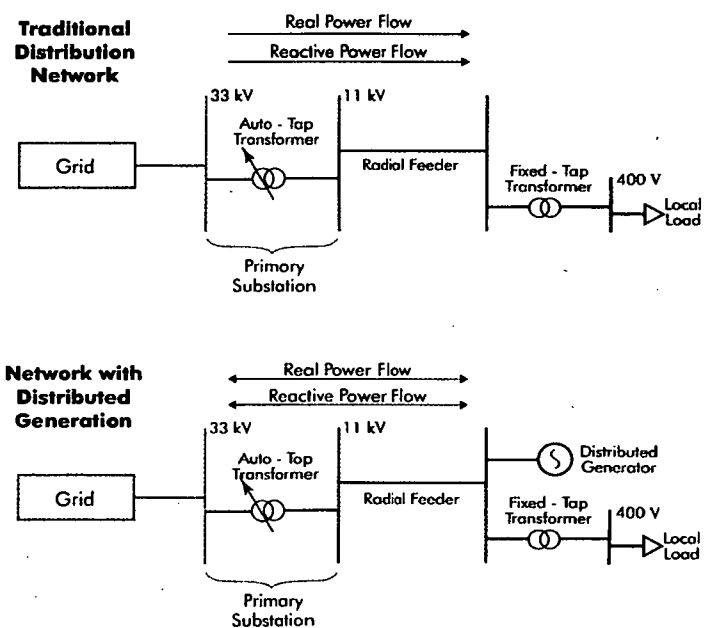 Traditional
Distribution
Network
Real Power Flow
Reactive Power Flow
33 kV
11 kV
Auto - Tap
Transformer
Grid
Radial Feeder
Fixed - Tap
Transformer
400 V
Local
Load
Primary
Substation
Network with
Distributed
Generation
Real Power Flow
Reactive Power Flow
33 kV
11 kV
Auto - Tap
Transformer
Distributed
Generator
Grid
Radial Feeder
Fixed - Tap
Transformer
400 V
Local
Load
Primary
Substation